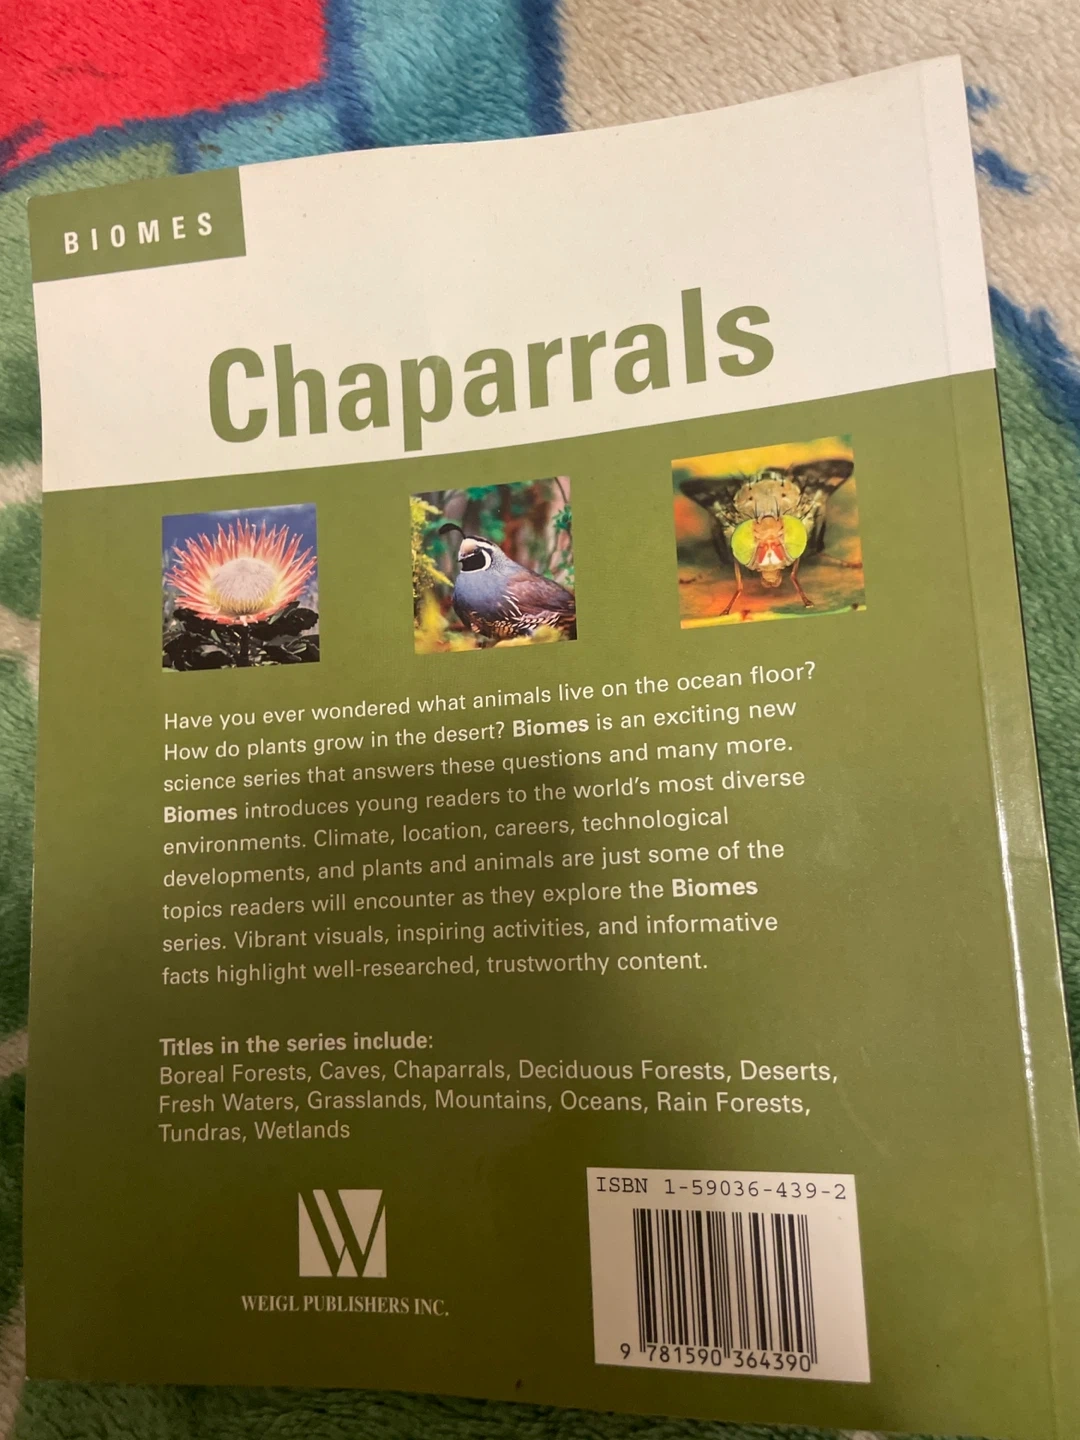 BIOMES
Chaparrals
Have you ever wondered what animals live on the ocean floor?
How do plants grow in the desert? Biomes is an exciting new
science series that answers these questions and many more.
Biomes introduces young readers to the world's most diverse
environments. Climate, location, careers, technological
developments, and plants and animals are just some of the
topics readers will encounter as they explore the Biomes
series. Vibrant visuals, inspiring activities, and informative
facts highlight well-researched, trustworthy content.
Titles in the series include:
Boreal Forests, Caves, Chaparrals, Deciduous Forests, Deserts,
Fresh Waters, Grasslands, Mountains, Oceans, Rain Forests,
Tundras, Wetlands
W
WEIGL PUBLISHERS INC.
ISBN 1-59036-439-2
9 781590 364390